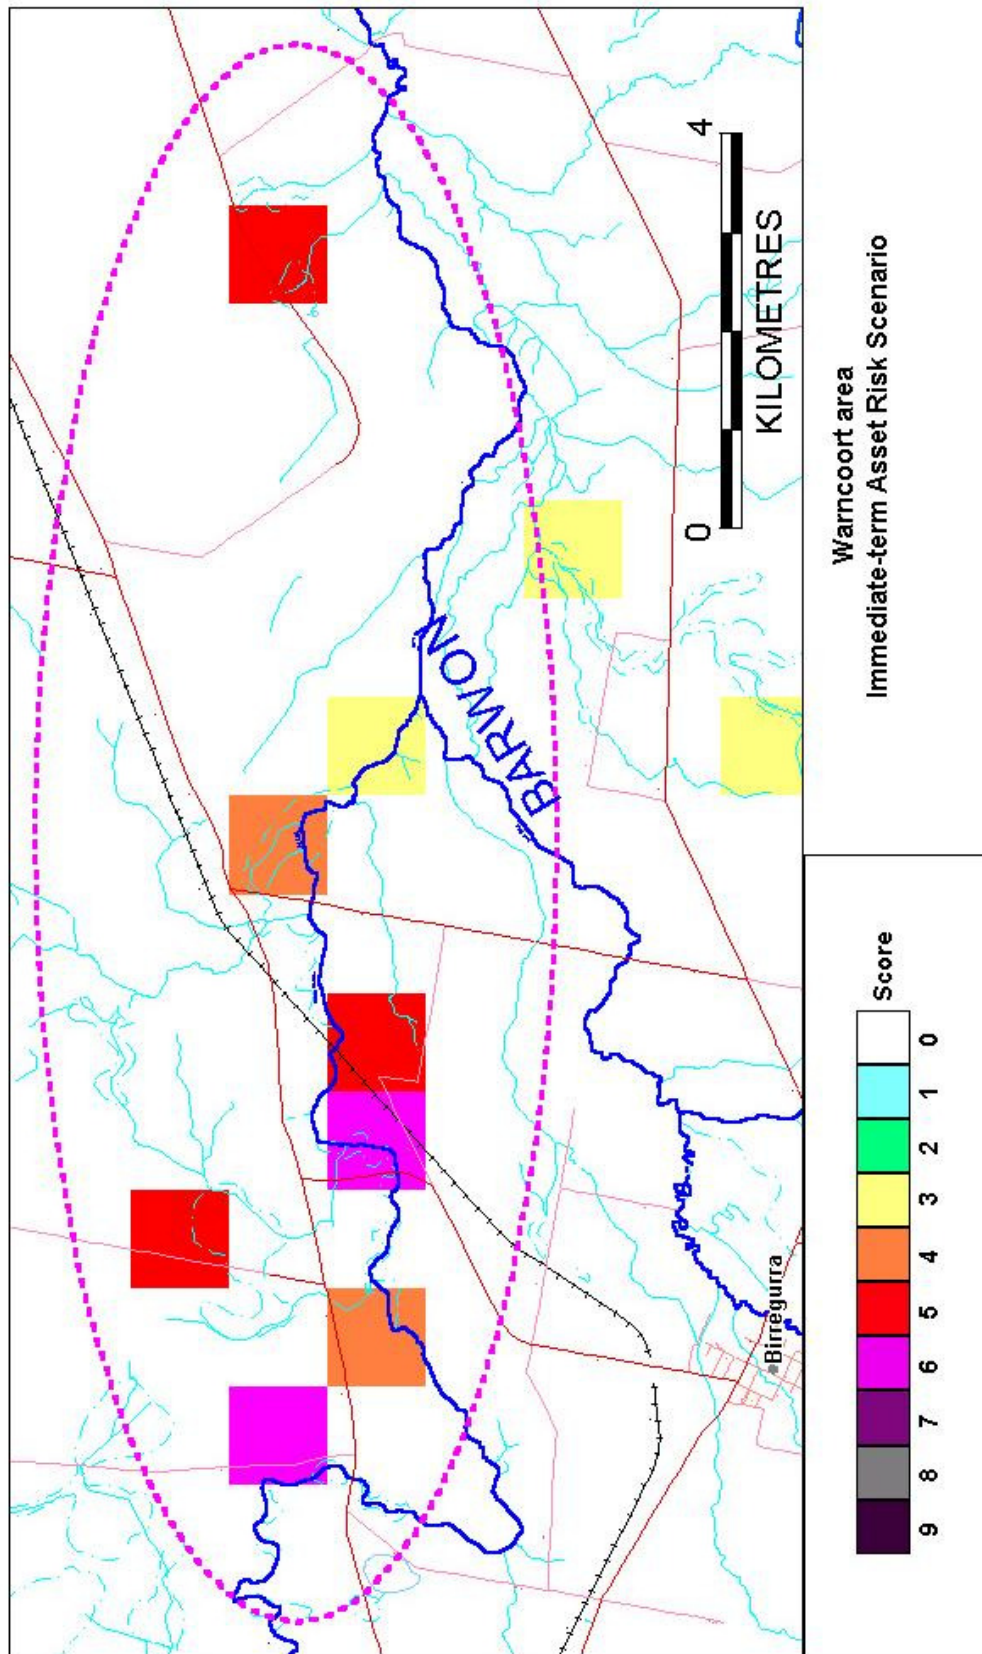 BARWON
0 4
KILOMETRES
Birregurra
Warncoort area
Immediate-term Asset Risk Scenario
Score
9 8 7 6 5 4 3 2 1 0